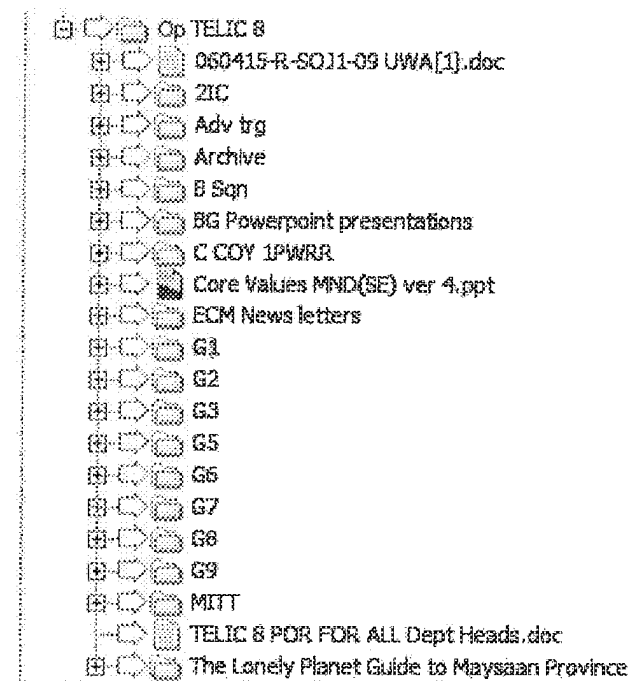 Op TELIC 8
060415-R-SOJ1-09 UWA[1].doc
2IC
Adv trg
Archive
B Sqn
BG Powerpoint presentations
C COY 1PWRR
Core Values MND(SE) ver 4.ppt
ECM News letters
G1
G2
G3
G5
G6
G7
G8
G9
MITT
TELIC 8 POR FOR ALL Dept Heads.doc
The Lonely Planet Guide to Maysaan Province